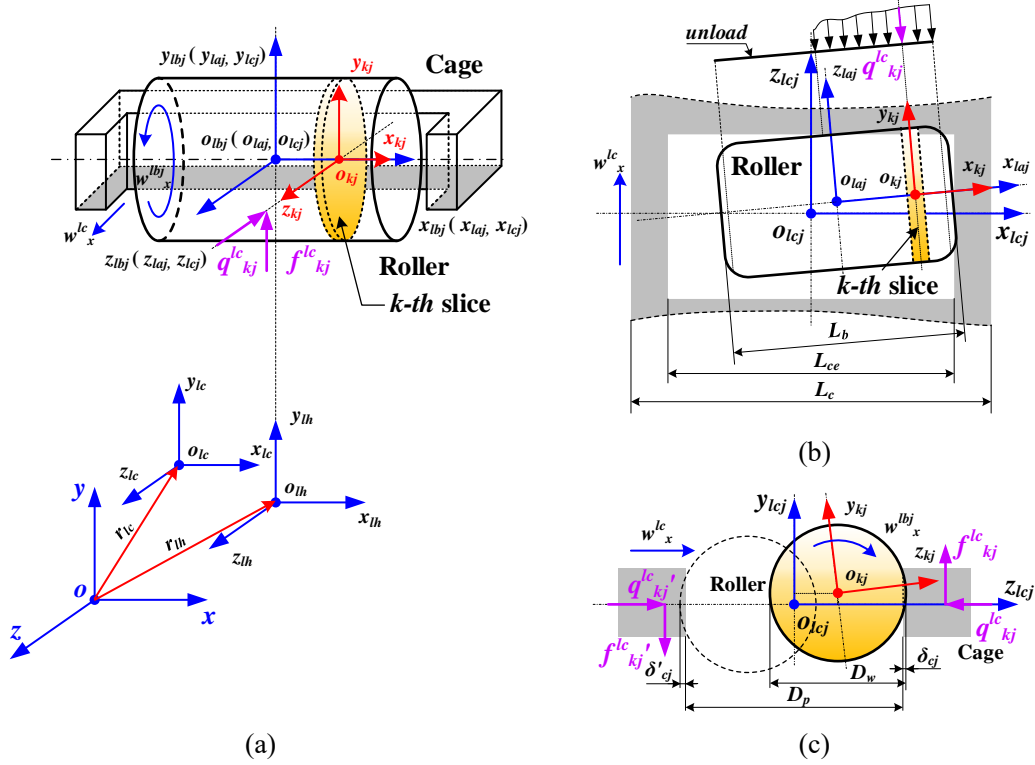 y_lbj ( y_laj, y_lcj )
y_kj
Cage
o_lbj ( o_laj, o_lcj )
x_kj
w^lbj_x
o_kj
z_kj
w^lc_x
x_lbj ( x_laj, x_lcj )
z_lbj ( z_laj, z_lcj )
q^lc_kj
f^lc_kj
Roller
k-th slice
y_lc
y_lh
o_lc
x_lc
z_lc
o_lh
y
r_lc
x_lh
r_lh
z_lh
o
x
z
(a)
unload
z_lcj
z_laj
q^lc_kj
y_kj
Roller
w^lc_x
x_kj
x_laj
o_laj
o_kj
o_lcj
x_lcj
k-th slice
L_b
L_ce
L_c
(b)
y_lcj
y_kj
w^lbj_x
w^lc_x
z_kj
f^lc_kj
Roller
o_kj
q^lc_kj'
z_lcj
o_lcj
q^lc_kj
f^lc_kj'
Cage
δ'_cj
δ_cj
D_w
D_p
(c)